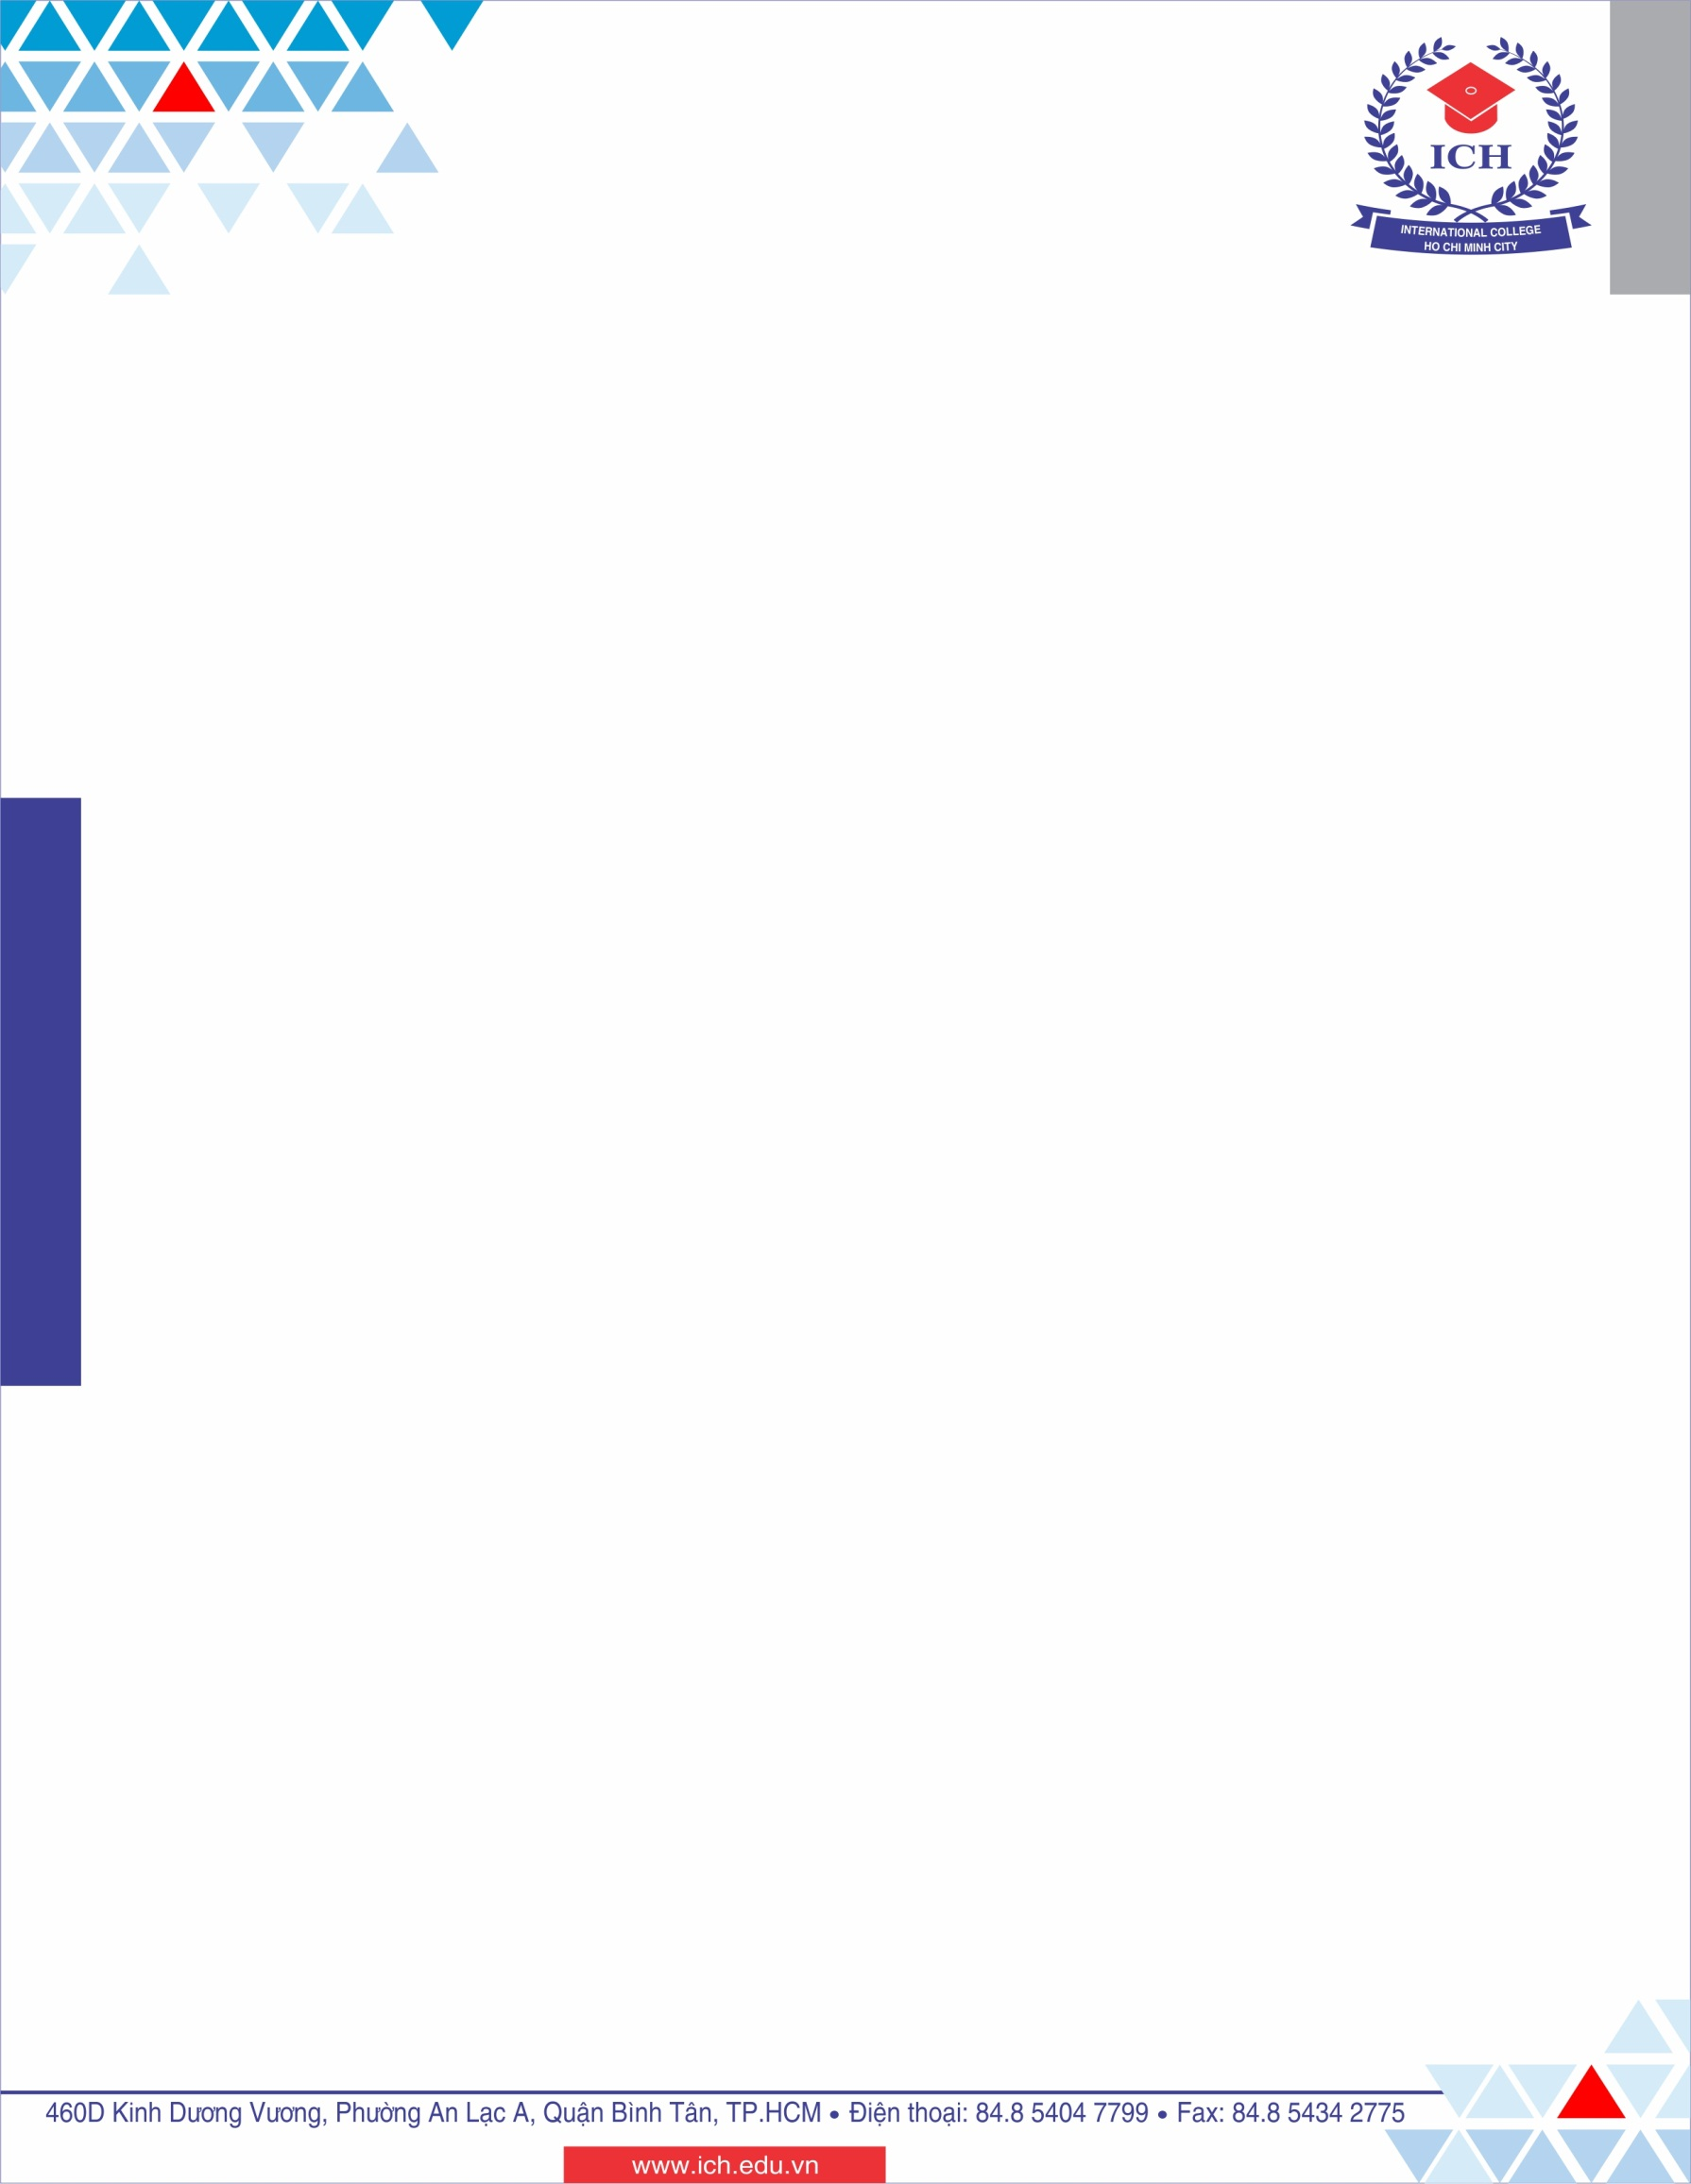 ICH
INTERNATIONAL COLLEGE
HO CHI MINH CITY
460D Kinh Dương Vương, Phường An Lạc A, Quận Bình Tân, TP.HCM • Điện thoại: 84.8 5404 7799 • Fax: 84.8 5434 2775
www.ich.edu.vn